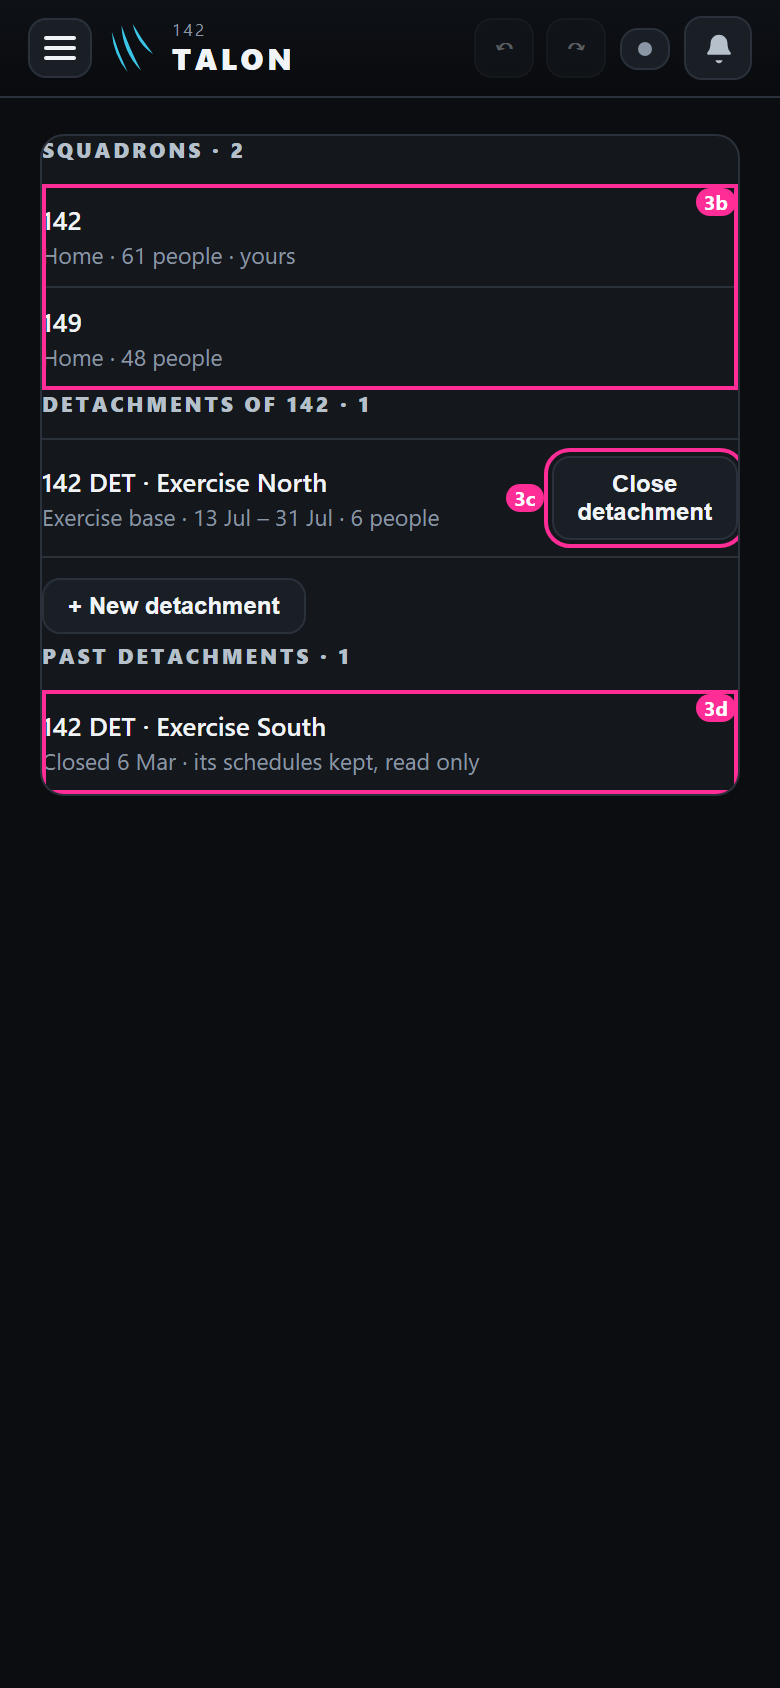 142
TALON
SQUADRONS · 2
3b
142
Home · 61 people · yours
149
Home · 48 people
DETACHMENTS OF 142 · 1
142 DET · Exercise North
Exercise base · 13 Jul – 31 Jul · 6 people
3c
Close
detachment
+ New detachment
PAST DETACHMENTS · 1
3d
142 DET · Exercise South
Closed 6 Mar · its schedules kept, read only